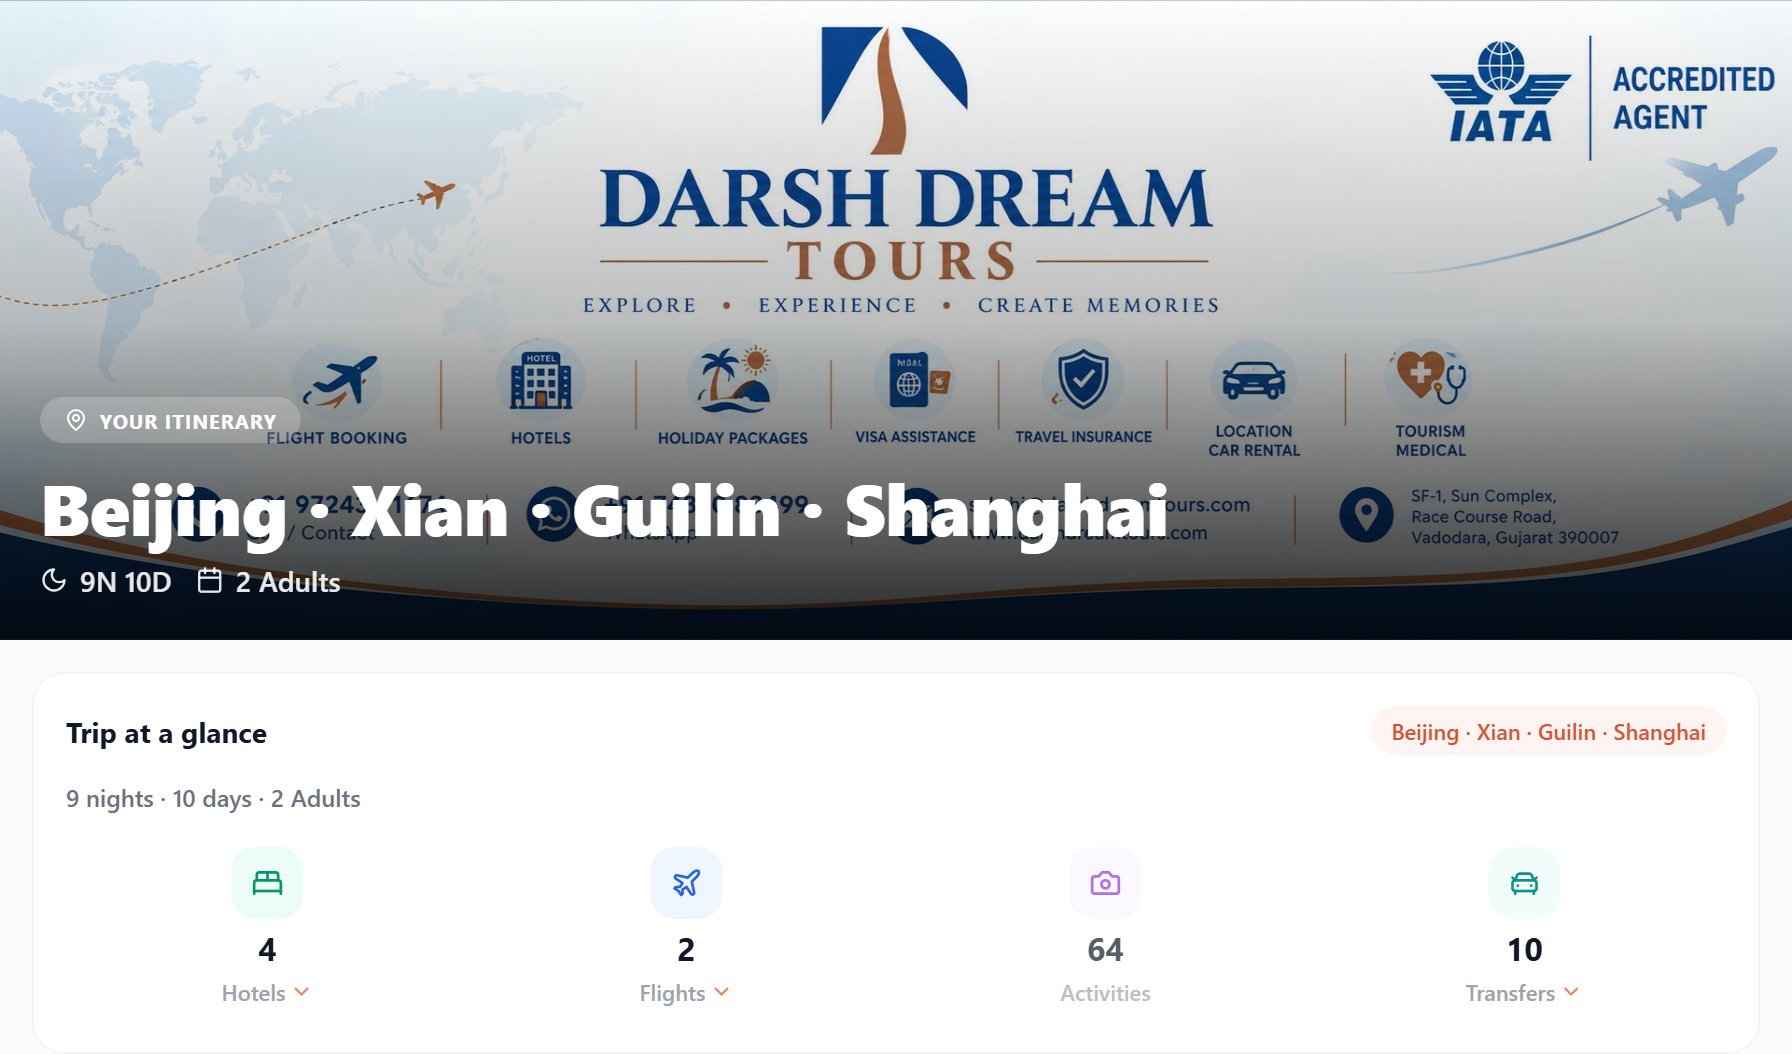 IATA
ACCREDITED
AGENT
DARSH DREAM
TOURS
EXPLORE • EXPERIENCE • CREATE MEMORIES
HOTEL
YOUR ITINERARY
FLIGHT BOOKING
HOTELS
HOLIDAY PACKAGES
VISA ASSISTANCE
TRAVEL INSURANCE
LOCATION
CAR RENTAL
TOURISM
MEDICAL
Beijing · Xian · Guilin · Shanghai
/ Contact
SF-1, Sun Complex,
Race Course Road,
Vadodara, Gujarat 390007
9N 10D 2 Adults
Trip at a glance
Beijing · Xian · Guilin · Shanghai
9 nights · 10 days · 2 Adults
4
Hotels
2
Flights
64
Activities
10
Transfers